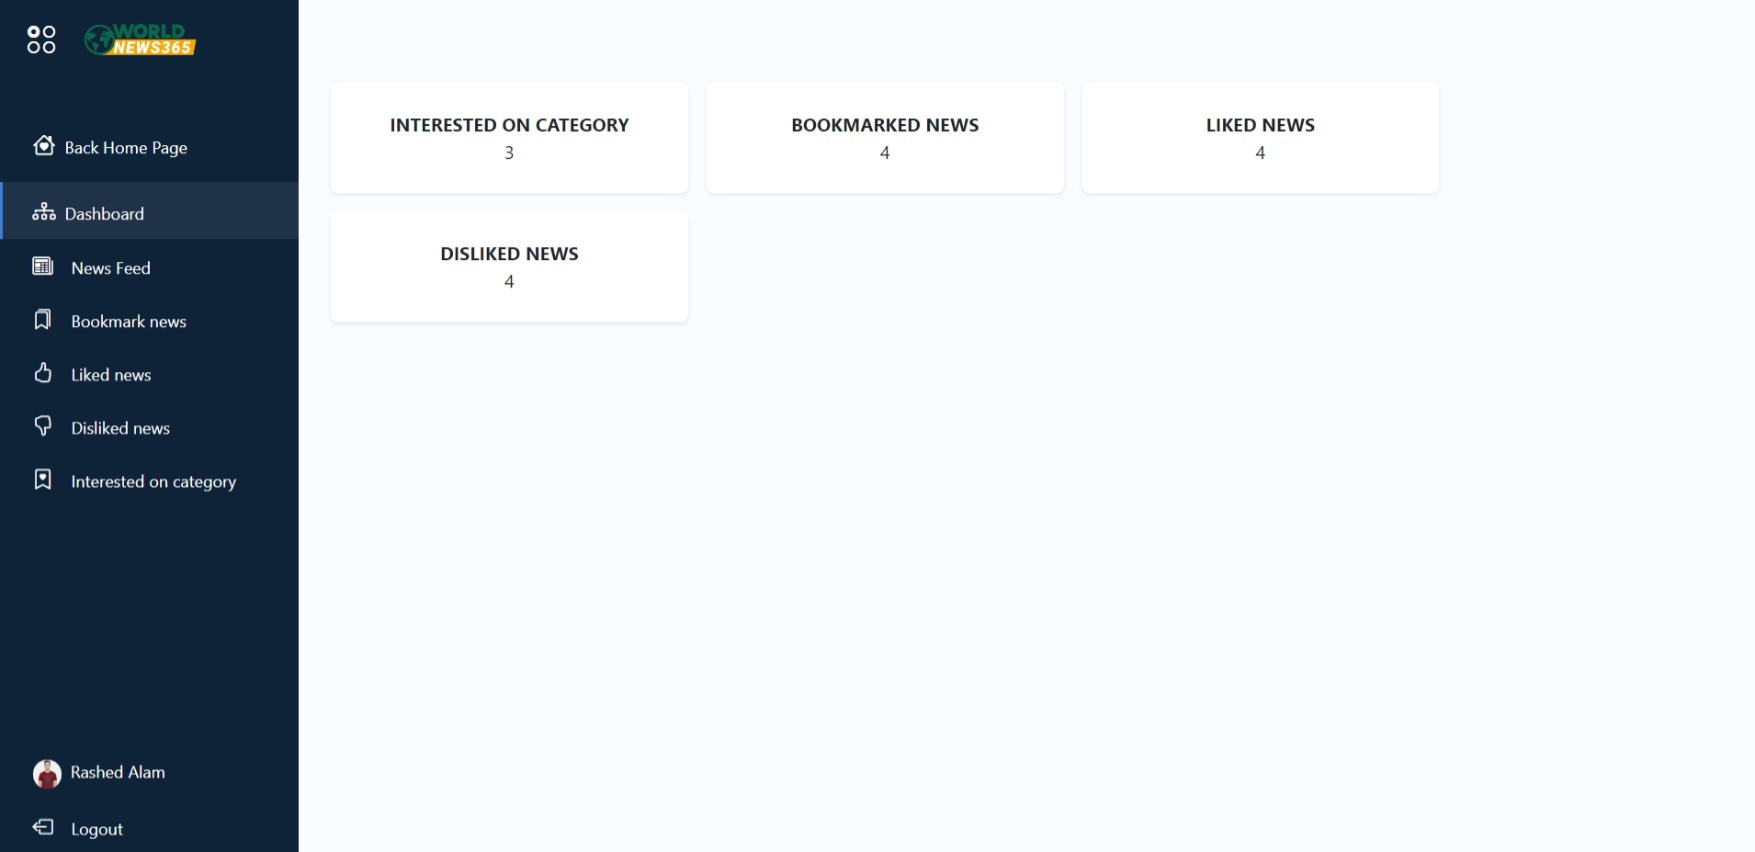 WORLD
NEWS365
Back Home Page
Dashboard
News Feed
Bookmark news
Liked news
Disliked news
Interested on category
Rashed Alam
Logout
INTERESTED ON CATEGORY
3
BOOKMARKED NEWS
4
LIKED NEWS
4
DISLIKED NEWS
4